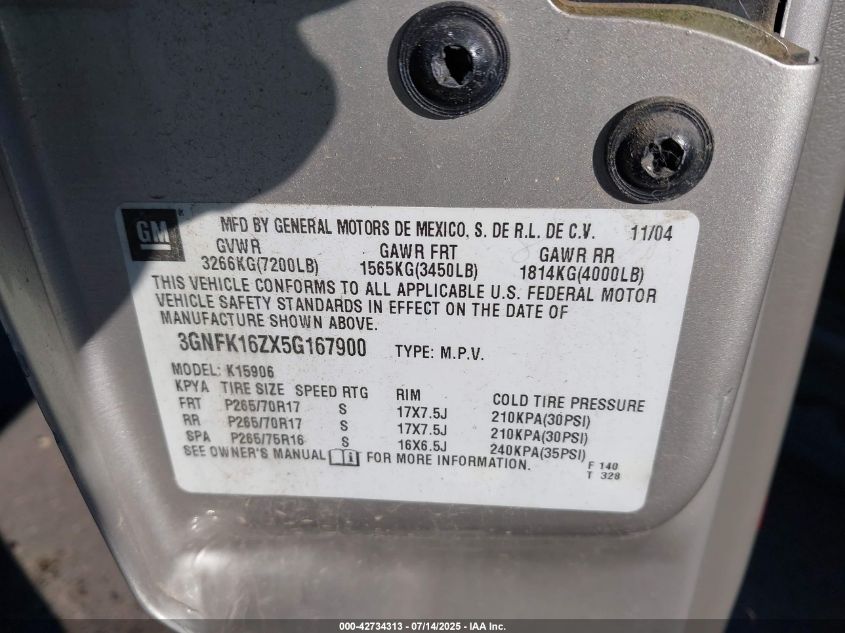 GM
MFD BY GENERAL MOTORS DE MEXICO, S. DE R.L. DE C.V. 11/04
GVWR GAWR FRT GAWR RR
3266KG(7200LB) 1565KG(3450LB) 1814KG(4000LB)
THIS VEHICLE CONFORMS TO ALL APPLICABLE U.S. FEDERAL MOTOR
VEHICLE SAFETY STANDARDS IN EFFECT ON THE DATE OF
MANUFACTURE SHOWN ABOVE.
3GNFK16ZX5G167900 TYPE: M.P.V.
MODEL: K15906
KPYA TIRE SIZE SPEED RTG RIM COLD TIRE PRESSURE
FRT P265/70R17 S 17X7.5J 210KPA(30PSI)
RR P265/70R17 S 17X7.5J 210KPA(30PSI)
SPA P265/75R16 S 16X6.5J 240KPA(35PSI)
SEE OWNER'S MANUAL FOR MORE INFORMATION.
F 140
T 328
000-42734313 - 07/14/2025 - IAA Inc.